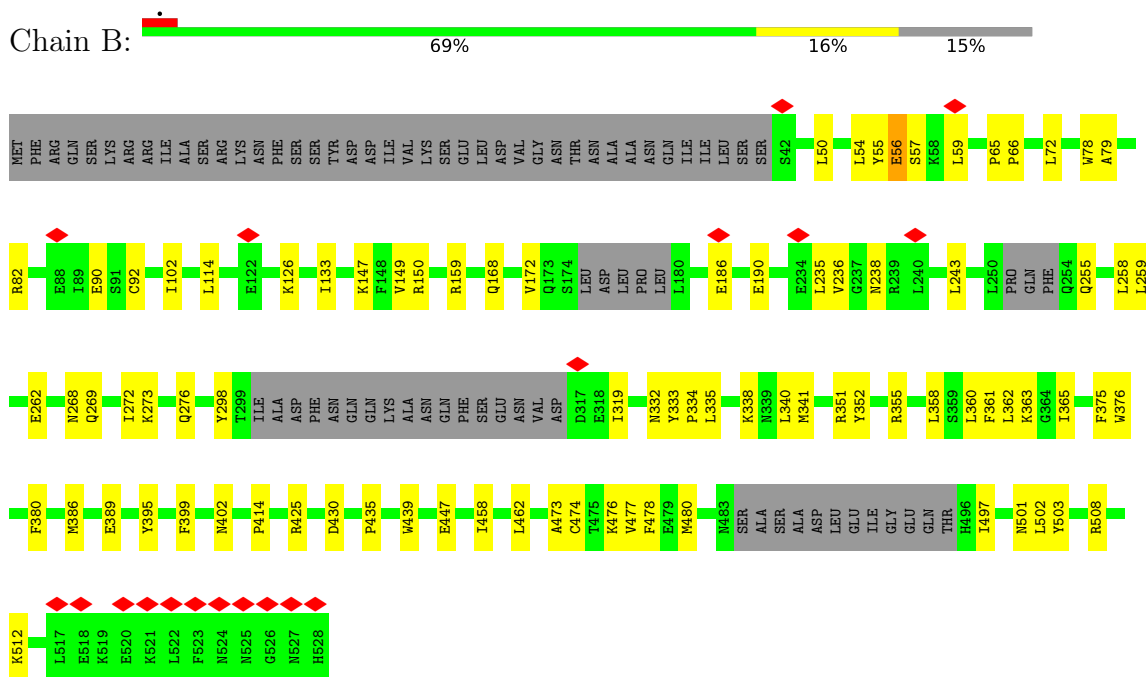 Chain B:
69% 16% 15%
MET PHE ARG GLN SER LYS ARG ARG ILE ALA SER ARG LYS ASN PHE SER SER TYR ASP ASP ILE VAL LYS SER GLU LEU ASP VAL GLY ASN THR ASN ALA ALA ASN GLN ILE ILE LEU SER SER S42 L50 L54 Y55 E56 S57 K58 L59 P65 P66 L72 W78 A79
R82 E88 I89 E90 S91 C92 I102 L114 E122 K126 I133 K147 F148 V149 R150 R159 Q168 V172 Q173 S174 LEU ASP LEU PRO LEU L180 E186 E190 E234 L235 V236 G237 N238 R239 L240 L243 L250 PRO GLN PHE Q254 Q255 L258 L259
E262 N268 Q269 I272 K273 Q276 Y298 T299 ILE ALA ASP PHE ASN GLN GLN LYS ALA ASN GLN PHE SER GLU ASN VAL ASP D317 E318 I319 N332 Y333 P334 L335 K338 N339 L340 M341 R351 Y352 R355 L358 S359 L360 F361 L362 K363 G364 I365 F375 W376
F380 M386 E389 Y395 F399 N402 P414 R425 D430 P435 W439 E447 I458 L462 A473 C474 T475 K476 V477 F478 E479 M480 N483 SER ALA SER ALA ASP LEU GLU ILE GLY GLU GLN THR H496 I497 N501 L502 Y503 R508
K512 L517 E518 K519 E520 K521 L522 F523 N524 N525 G526 N527 H528